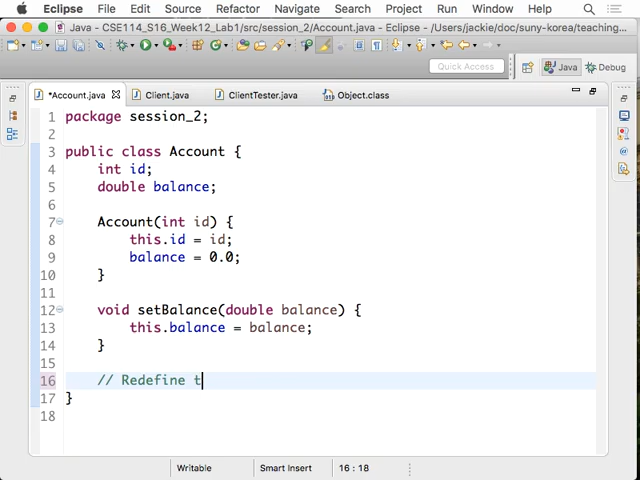 Eclipse File Edit Source Refactor Navigate Search Project Run Window Help
Java - CSE114_S16_Week12_Lab1/src/session_2/Account.java - Eclipse - /Users/jackie/doc/suny-korea/teaching...
Quick Access
Java
Debug
*Account.java
Client.java
ClientTester.java
Object.class
1 package session_2;
2
3 public class Account {
4 int id;
5 double balance;
6
7 Account(int id) {
8 this.id = id;
9 balance = 0.0;
10 }
11
12 void setBalance(double balance) {
13 this.balance = balance;
14 }
15
16 // Redefine t
17 }
18
Writable
Smart Insert
16 : 18